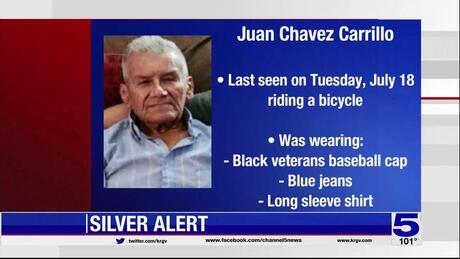 Juan Chavez Carrillo
• Last seen on Tuesday, July 18
riding a bicycle
• Was wearing:
- Black veterans baseball cap
- Blue jeans
- Long sleeve shirt
SILVER ALERT
5
twitter.com/krgv www.facebook.com/channel5news www.krgv.com 101°